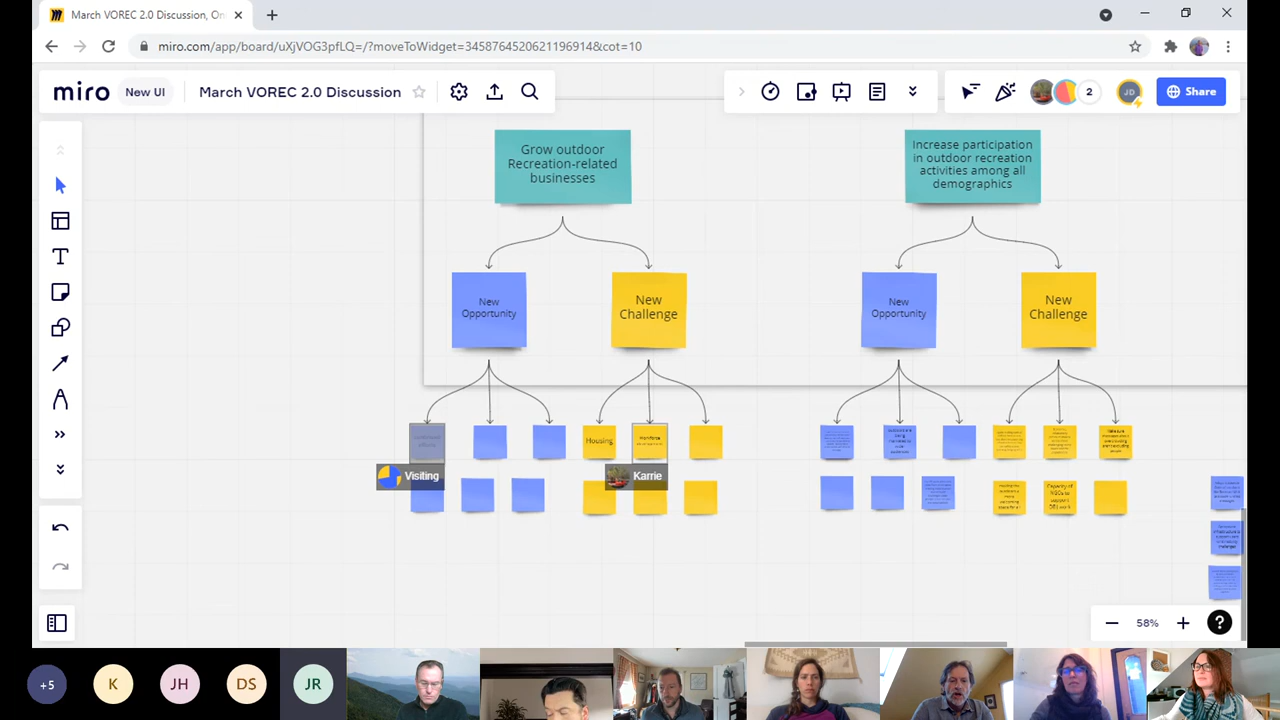 March VOREC 2.0 Discussion, On
miro.com/app/board/uXjVOG3pfLQ=/?moveToWidget=3458764520621196914&cot=10
miro
New UI
March VOREC 2.0 Discussion
2
JD
Share
Grow outdoor
Recreation-related
businesses
Increase participation
in outdoor recreation
activities among all
demographics
New
Opportunity
New
Challenge
New
Opportunity
New
Challenge
Housing
Workforce
Visiting
Karrie
Capacity of
NGOs to
support
DEI work
58%
+5
K
JH
DS
JR